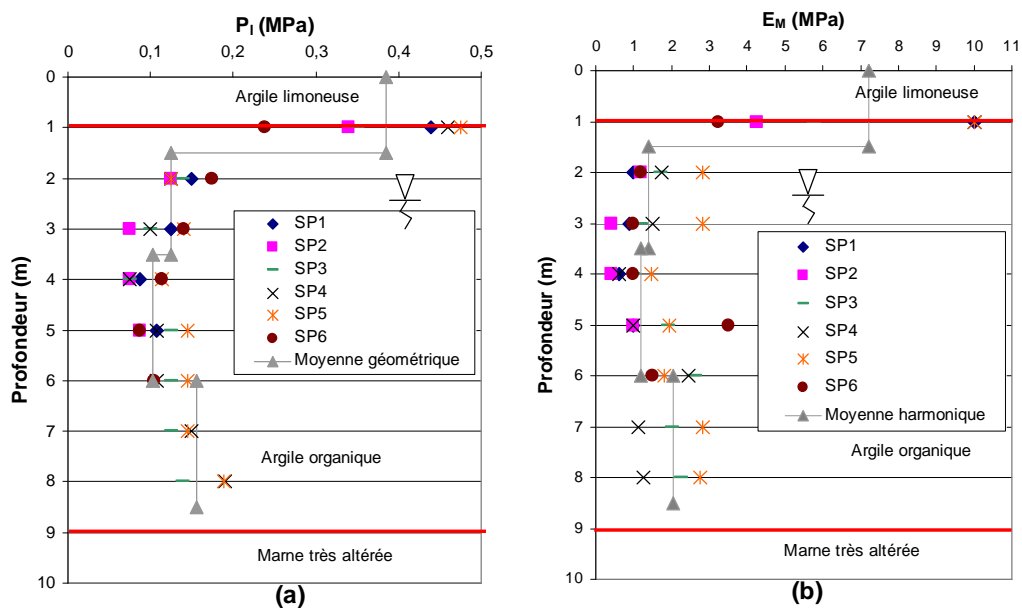 P_l (MPa)
0 0,1 0,2 0,3 0,4 0,5
Profondeur (m)
0
1
2
3
4
5
6
7
8
9
10
Argile limoneuse
SP1
SP2
SP3
SP4
SP5
SP6
Moyenne géométrique
Argile organique
Marne très altérée
(a)
E_M (MPa)
0 1 2 3 4 5 6 7 8 9 10 11
Profondeur (m)
0
1
2
3
4
5
6
7
8
9
10
Argile limoneuse
SP1
SP2
SP3
SP4
SP5
SP6
Moyenne harmonique
Argile organique
Marne très altérée
(b)